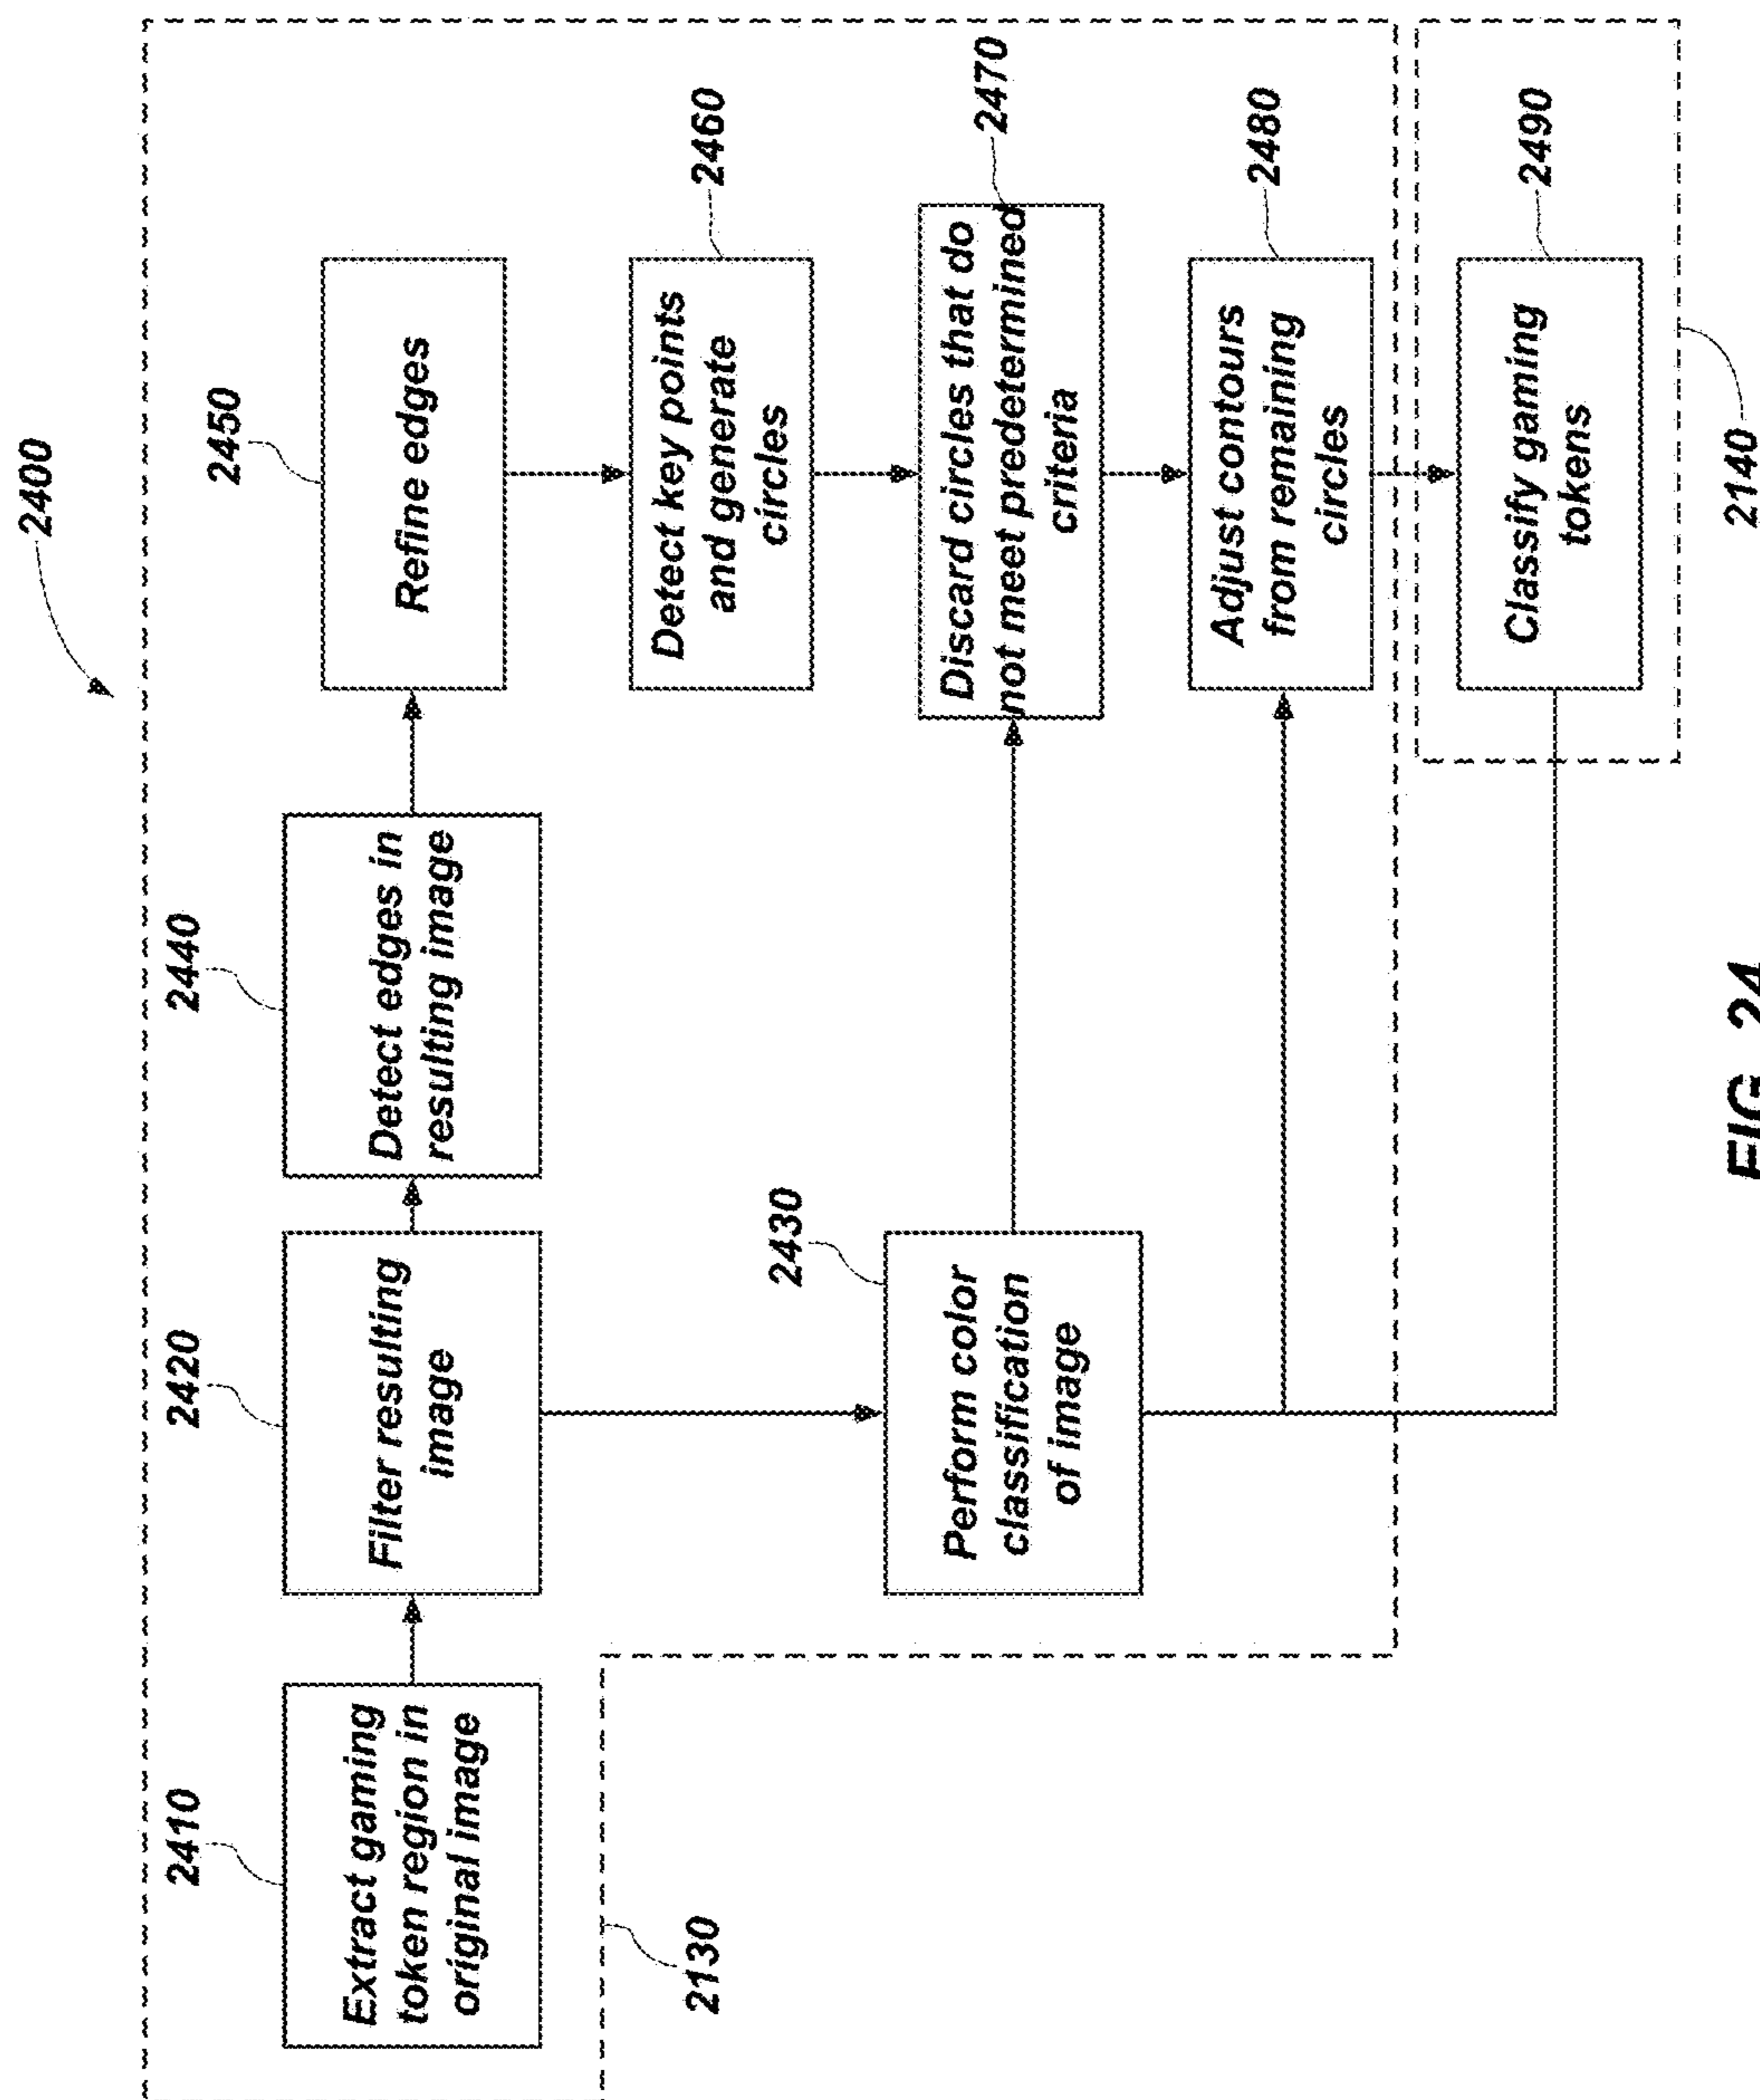 2400
2410
Extract gaming
token region in
original image
2420
Filter resulting
image
2440
Detect edges in
resulting image
2450
Refine edges
2460
Detect key points
and generate
circles
2430
Perform color
classification
of image
2470
Discard circles that do
not meet predetermined
criteria
2480
Adjust contours
from remaining
circles
2130
2490
Classify gaming
tokens
2140
FIG. 24